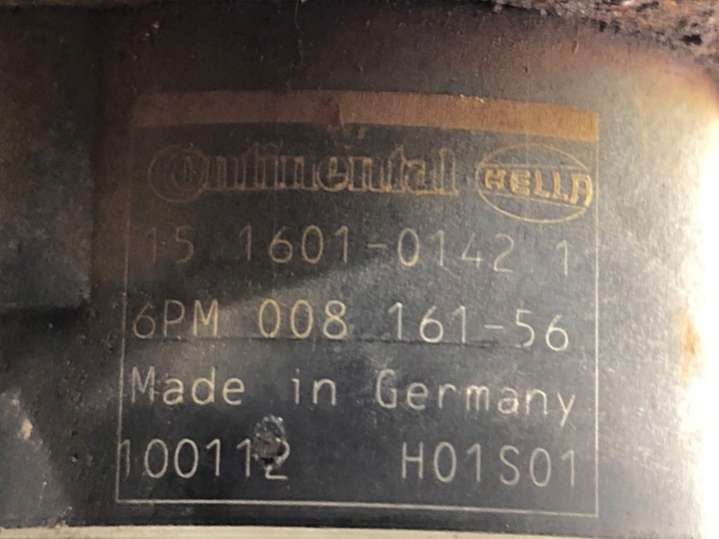 Continental HELLA
15 1601-0142 1
6PM 008 161-56
Made in Germany
100112 H01S01